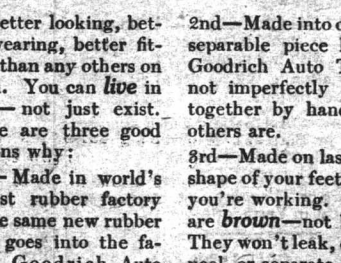 etter looking, bet-
earing, better fit-
than any others on
. You can live in
— not just exist.
e are three good
ns why:
- Made in world's
st rubber factory
e same new rubber
goes into the fa-
Goodrich Auto
2nd—Made into
separable piece
Goodrich Auto
not imperfectly
together by hand
others are.
3rd—Made on las
shape of your feet
you're working.
are brown—not
They won't leak,